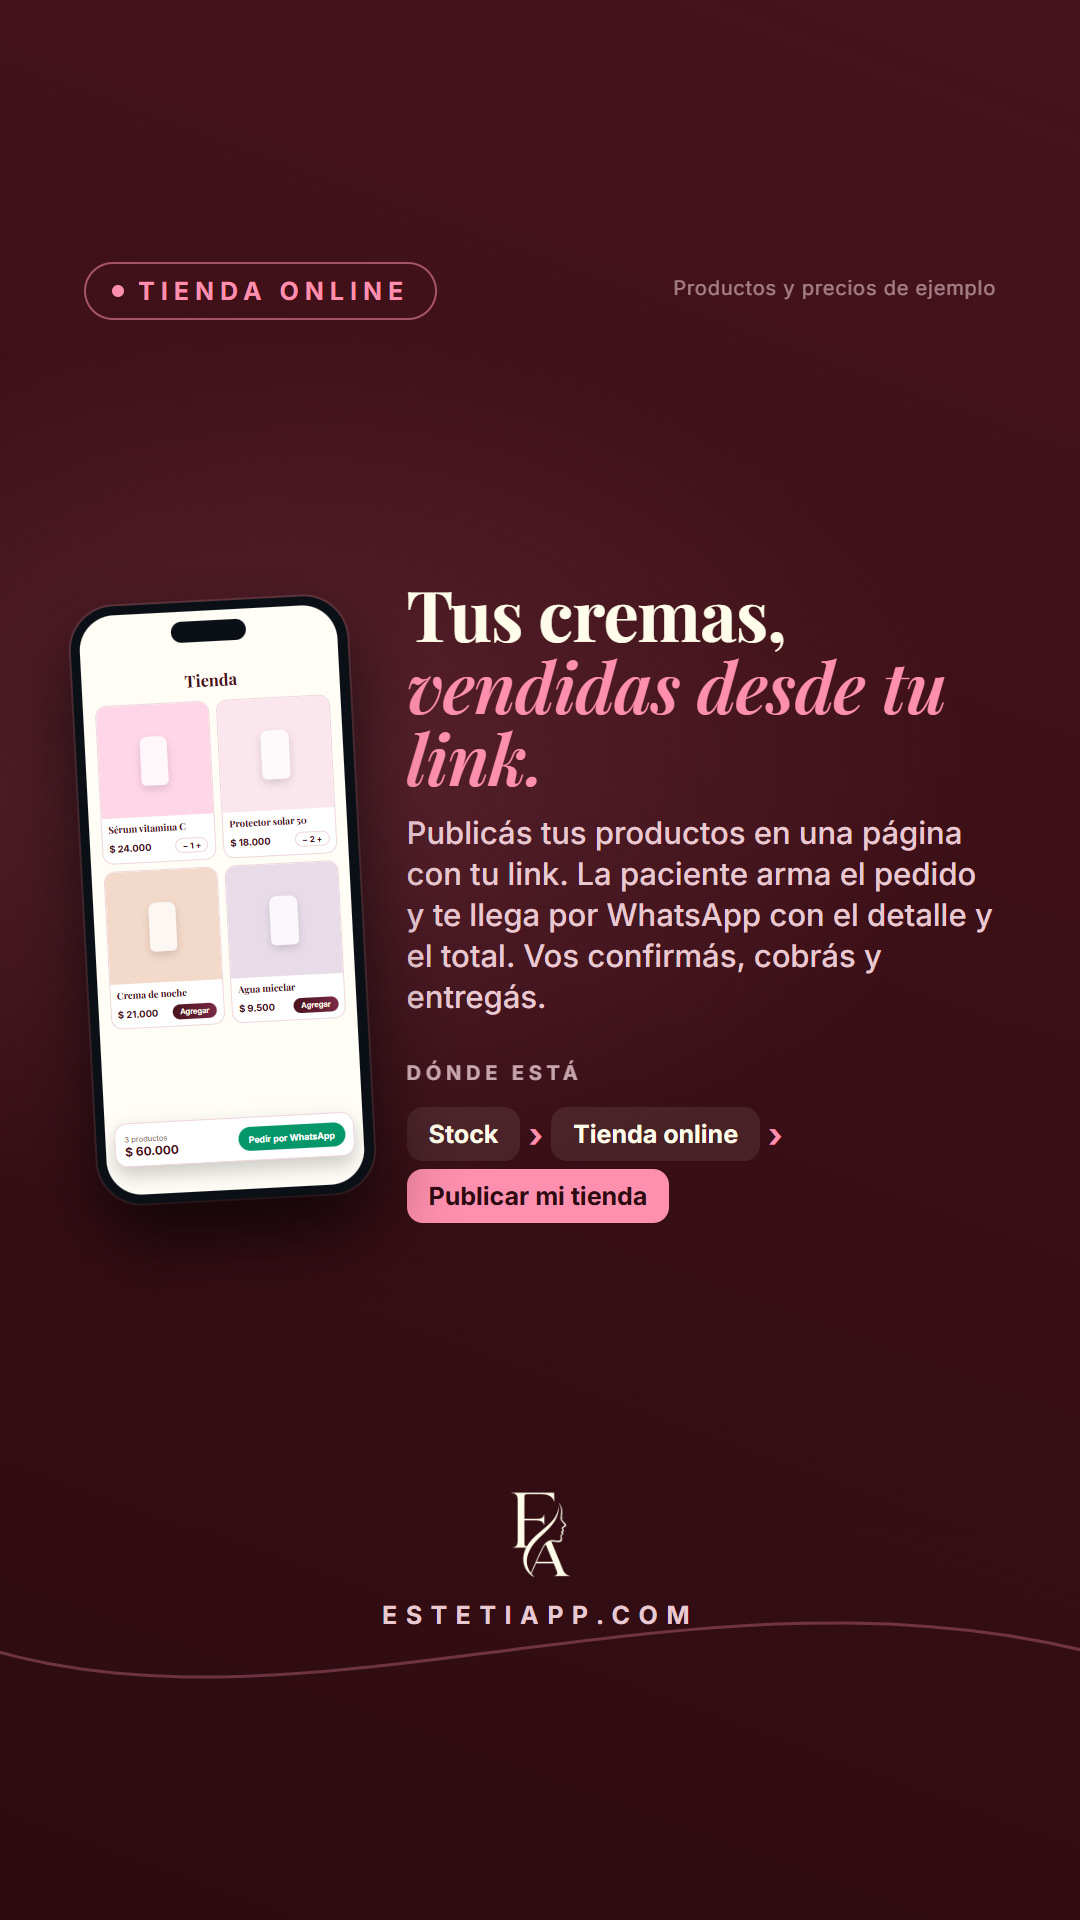 TIENDA ONLINE
Productos y precios de ejemplo
Tus cremas,
vendidas desde tu
link.
Publicás tus productos en una página
con tu link. La paciente arma el pedido
y te llega por WhatsApp con el detalle y
el total. Vos confirmás, cobrás y
entregás.
DÓNDE ESTÁ
Stock › Tienda online ›
Publicar mi tienda
Tienda
Sérum vitamina C
$ 24.000
− 1 +
Protector solar 50
$ 18.000
− 2 +
Crema de noche
$ 21.000
Agregar
Agua micelar
$ 9.500
Agregar
3 productos
$ 60.000
Pedir por WhatsApp
EA
ESTETIAPP.COM